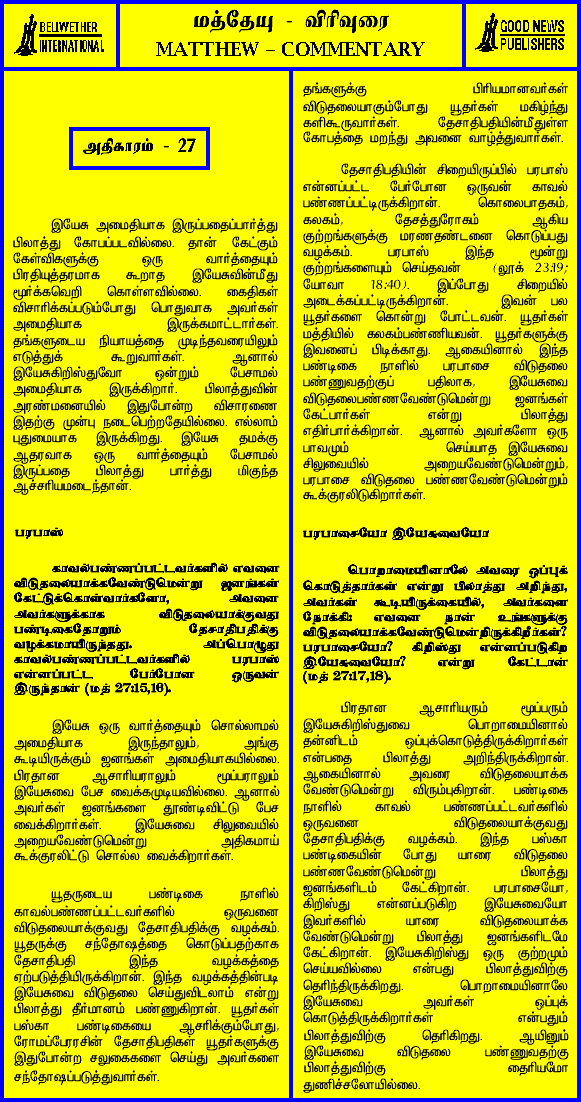 BELIWETHER
INTERNATIONAL
மத்தேயு - விரிவுரை
MATTHEW – COMMENTARY
GOOD NEWS
PUBLISHERS
அதிகாரம் - 27
இயேசு அமைதியாக இருப்பதைப்பார்த்து
பிலாத்து கோபப்படவில்லை. தான் கேட்கும்
கேள்விகளுக்கு ஒரு வார்த்தையும்
பிரதியுத்தரமாக கூறாத இயேசுவின்மீது
மூர்க்கவெறி கொள்ளவில்லை. கைதிகள்
விசாரிக்கப்படும்போது பொதுவாக அவர்கள்
அமைதியாக இருக்கமாட்டார்கள்.
தங்களுடைய நியாயத்தை முடிந்தவரையிலும்
எடுத்துக் கூறுவார்கள். ஆனால்
இயேசுகிறிஸ்துவோ ஒன்றும் பேசாமல்
அமைதியாக இருக்கிறார். பிலாத்துவின்
அரண்மனையில் இதுபோன்ற விசாரணை
இதற்கு முன்பு நடைபெற்றதேயில்லை. எல்லாம்
புதுமையாக இருக்கிறது. இயேசு தமக்கு
ஆதரவாக ஒரு வார்த்தையும் பேசாமல்
இருப்பதை பிலாத்து பார்த்து மிகுந்த
ஆச்சரியமடைந்தான்.
பரபாஸ்
காவல்பண்ணப்பட்டவர்களில் எவனை
விடுதலையாக்கவேண்டுமென்று ஜனங்கள்
கேட்டுக்கொள்வார்களோ, அவனை
அவர்களுக்காக விடுதலையாக்குவது
பண்டிகைதோறும் தேசாதிபதிக்கு
வழக்கமாயிருந்தது. அப்பொழுது
காவல்பண்ணப்பட்டவர்களில் பரபாஸ்
என்னப்பட்ட பேர்போன ஒருவன்
இருந்தான் (மத் 27:15,16).
இயேசு ஒரு வார்த்தையும் சொல்லாமல்
அமைதியாக இருந்தாலும், அங்கு
கூடியிருக்கும் ஜனங்கள் அமைதியாகயில்லை.
பிரதான ஆசாரியராலும் மூப்பராலும்
இயேசுவை பேச வைக்கமுடியவில்லை. ஆனால்
அவர்கள் ஜனங்களை தூண்டிவிட்டு பேச
வைக்கிறார்கள். இயேசுவை சிலுவையில்
அறையவேண்டுமென்று அதிகமாய்
கூக்குரலிட்டு சொல்ல வைக்கிறார்கள்.
யூதருடைய பண்டிகை நாளில்
காவல்பண்ணப்பட்டவர்களில் ஒருவனை
விடுதலையாக்குவது தேசாதிபதிக்கு வழக்கம்.
யூதருக்கு சந்தோஷத்தை கொடுப்பதற்காக
தேசாதிபதி இந்த வழக்கத்தை
ஏற்படுத்தியிருக்கிறான். இந்த வழக்கத்தின்படி
இயேசுவை விடுதலை செய்துவிடலாம் என்று
பிலாத்து தீர்மானம் பண்ணுகிறான். யூதர்கள்
பஸ்கா பண்டிகையை ஆசரிக்கும்போது,
ரோமப்பேரரசின் தேசாதிபதிகள் யூதர்களுக்கு
இதுபோன்ற சலுகைகளை செய்து அவர்களை
சந்தோஷப்படுத்துவார்கள்.
தங்களுக்கு பிரியமானவர்கள்
விடுதலையாகும்போது யூதர்கள் மகிழ்ந்து
களிகூருவார்கள். தேசாதிபதியின்மீதுள்ள
கோபத்தை மறந்து அவனை வாழ்த்துவார்கள்.
தேசாதிபதியின் சிறையிருப்பில் பரபாஸ்
என்னப்பட்ட பேர்போன ஒருவன் காவல்
பண்ணப்பட்டிருக்கிறான். கொலைபாதகம்,
கலகம், தேசத்துரோகம் ஆகிய
குற்றங்களுக்கு மரணதண்டனை கொடுப்பது
வழக்கம். பரபாஸ் இந்த மூன்று
குற்றங்களையும் செய்தவன் (லூக் 23:19;
யோவா 18:40). இப்போது சிறையில்
அடைக்கப்பட்டிருக்கிறான். இவன் பல
யூதர்களை கொன்று போட்டவன். யூதர்கள்
மத்தியில் கலகம்பண்ணியவன். யூதர்களுக்கு
இவனைப் பிடிக்காது. ஆகையினால் இந்த
பண்டிகை நாளில் பரபாசை விடுதலை
பண்ணுவதற்குப் பதிலாக, இயேசுவை
விடுதலைபண்ணவேண்டுமென்று ஜனங்கள்
கேட்பார்கள் என்று பிலாத்து
எதிர்பார்க்கிறான். ஆனால் அவர்களோ ஒரு
பாவமும் செய்யாத இயேசுவை
சிலுவையில் அறையவேண்டுமென்றும்,
பரபாசை விடுதலை பண்ணவேண்டுமென்றும்
கூக்குரலிடுகிறார்கள்.
பரபாசையோ இயேசுவையோ
பொறாமையினாலே அவரை ஒப்புக்
கொடுத்தார்கள் என்று பிலாத்து அறிந்து,
அவர்கள் கூடியிருக்கையில், அவர்களை
நோக்கி: எவனை நான் உங்களுக்கு
விடுதலையாக்கவேண்டுமென்றிருக்கிறீர்கள்?
பரபாசையோ? கிறிஸ்து என்னப்படுகிற
இயேசுவையோ? என்று கேட்டான்
(மத் 27:17,18).
பிரதான ஆசாரியரும் மூப்பரும்
இயேசுகிறிஸ்துவை பொறாமையினால்
தன்னிடம் ஒப்புக்கொடுத்திருக்கிறார்கள்
என்பதை பிலாத்து அறிந்திருக்கிறான்.
ஆகையினால் அவரை விடுதலையாக்க
வேண்டுமென்று விரும்புகிறான். பண்டிகை
நாளில் காவல் பண்ணப்பட்டவர்களில்
ஒருவனை விடுதலையாக்குவது
தேசாதிபதிக்கு வழக்கம். இந்த பஸ்கா
பண்டிகையின் போது யாரை விடுதலை
பண்ணவேண்டுமென்று பிலாத்து
ஜனங்களிடம் கேட்கிறான். பரபாசையோ,
கிறிஸ்து என்னப்படுகிற இயேசுவையோ
இவர்களில் யாரை விடுதலையாக்க
வேண்டுமென்று பிலாத்து ஜனங்களிடமே
கேட்கிறான். இயேசுகிறிஸ்து ஒரு குற்றமும்
செய்யவில்லை என்பது பிலாத்துவிற்கு
தெரிந்திருக்கிறது. பொறாமையினாலே
இயேசுவை அவர்கள் ஒப்புக்
கொடுத்திருக்கிறார்கள் என்பதும்
பிலாத்துவிற்கு தெரிகிறது. ஆயினும்
இயேசுவை விடுதலை பண்ணுவதற்கு
பிலாத்துவிற்கு தைரியமோ
துணிச்சலோயில்லை.